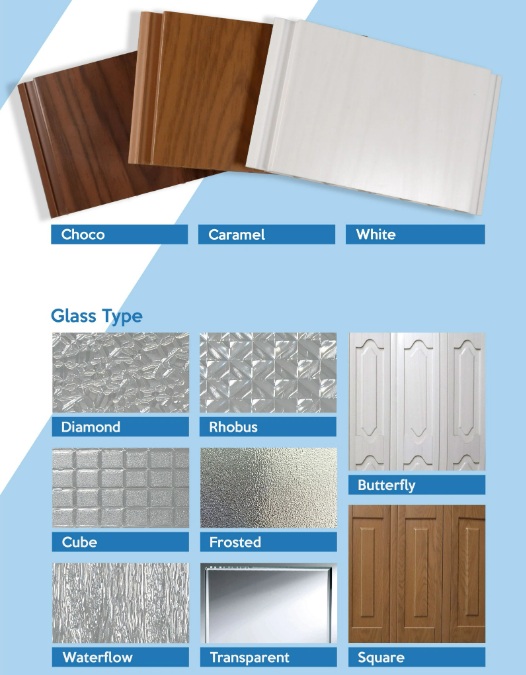 Choco
Caramel
White
Glass Type
Diamond
Rhobus
Butterfly
Cube
Frosted
Waterflow
Transparent
Square